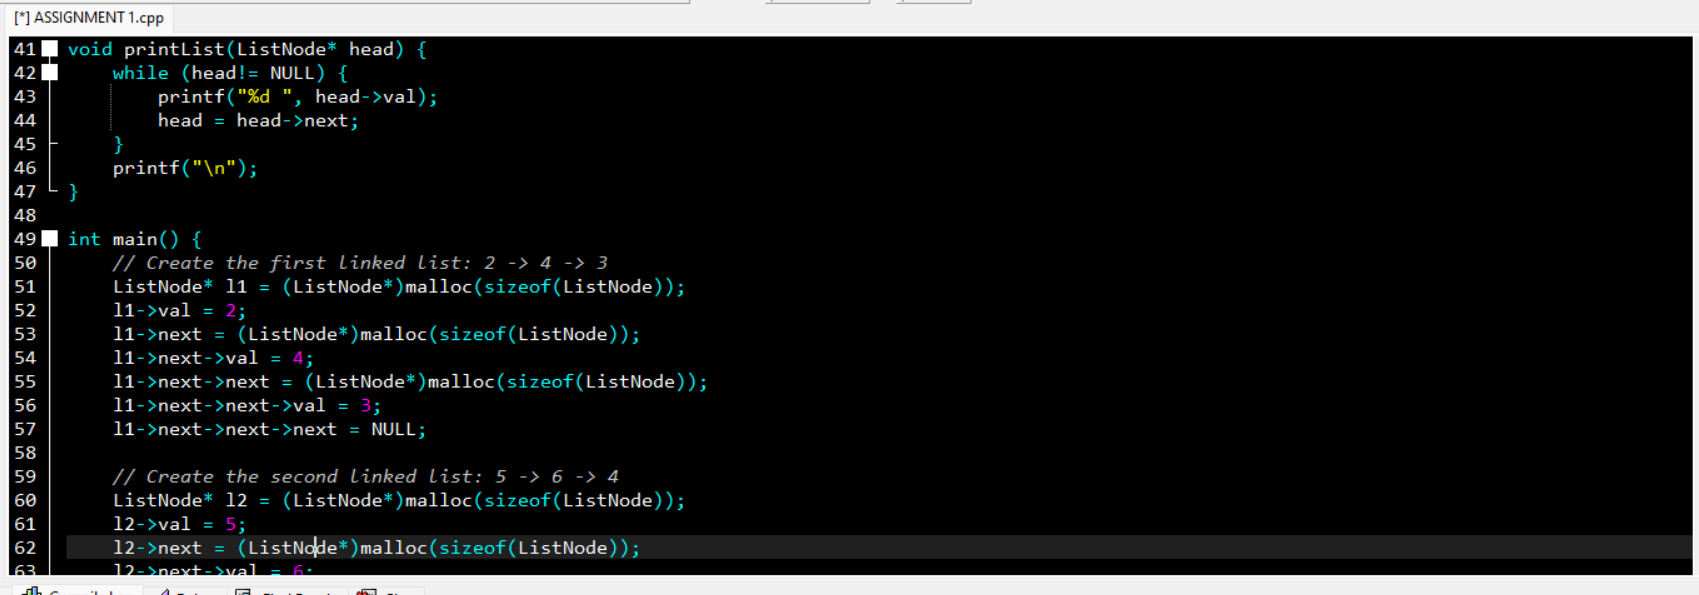 [*] ASSIGNMENT 1.cpp
41 void printList(ListNode* head) {
42     while (head!= NULL) {
43         printf("%d ", head->val);
44         head = head->next;
45     }
46     printf("\n");
47 }
48
49 int main() {
50     // Create the first linked list: 2 -> 4 -> 3
51     ListNode* l1 = (ListNode*)malloc(sizeof(ListNode));
52     l1->val = 2;
53     l1->next = (ListNode*)malloc(sizeof(ListNode));
54     l1->next->val = 4;
55     l1->next->next = (ListNode*)malloc(sizeof(ListNode));
56     l1->next->next->val = 3;
57     l1->next->next->next = NULL;
58
59     // Create the second linked list: 5 -> 6 -> 4
60     ListNode* l2 = (ListNode*)malloc(sizeof(ListNode));
61     l2->val = 5;
62     l2->next = (ListNode*)malloc(sizeof(ListNode));
63     l2->next->val = 6;